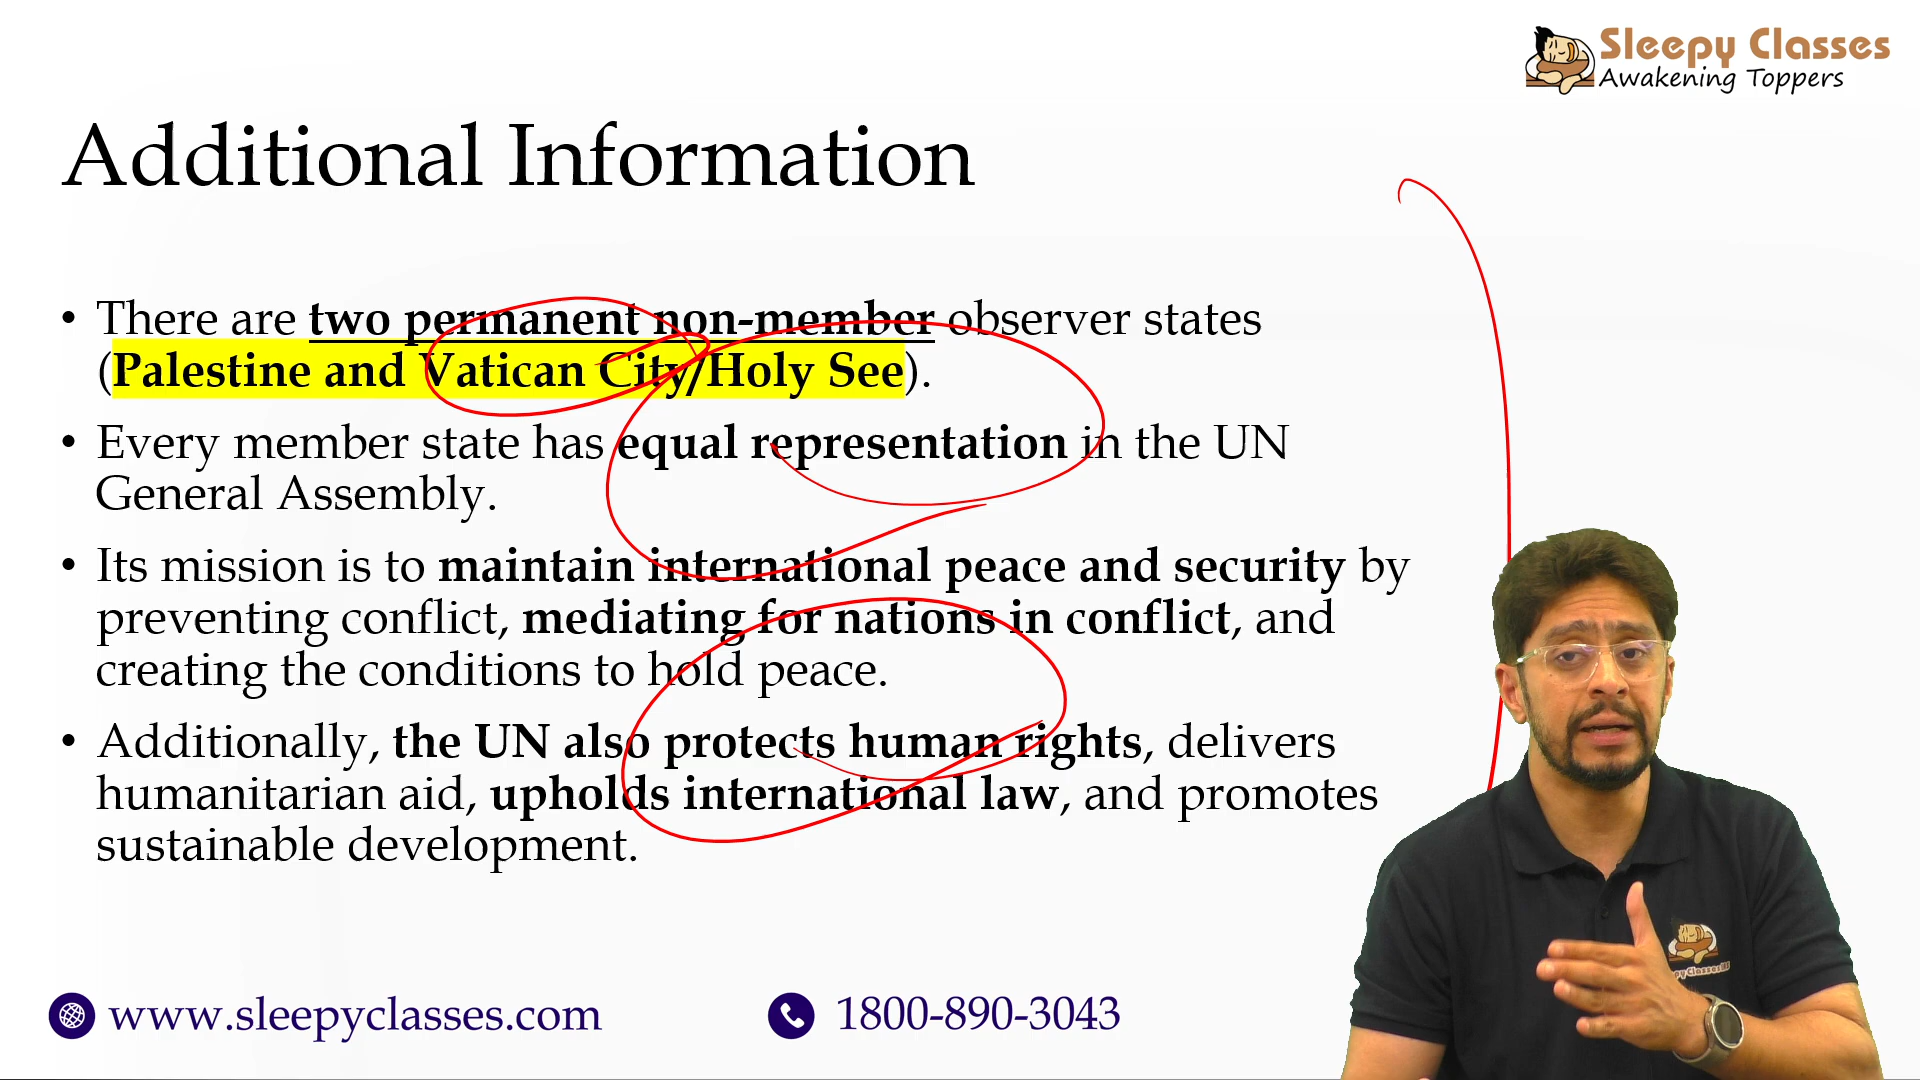 Sleepy Classes
Awakening Toppers
Additional Information
• There are two permanent non-member observer states
(Palestine and Vatican City/Holy See).
• Every member state has equal representation in the UN
General Assembly.
• Its mission is to maintain international peace and security by
preventing conflict, mediating for nations in conflict, and
creating the conditions to hold peace.
• Additionally, the UN also protects human rights, delivers
humanitarian aid, upholds international law, and promotes
sustainable development.
www.sleepyclasses.com
1800-890-3043